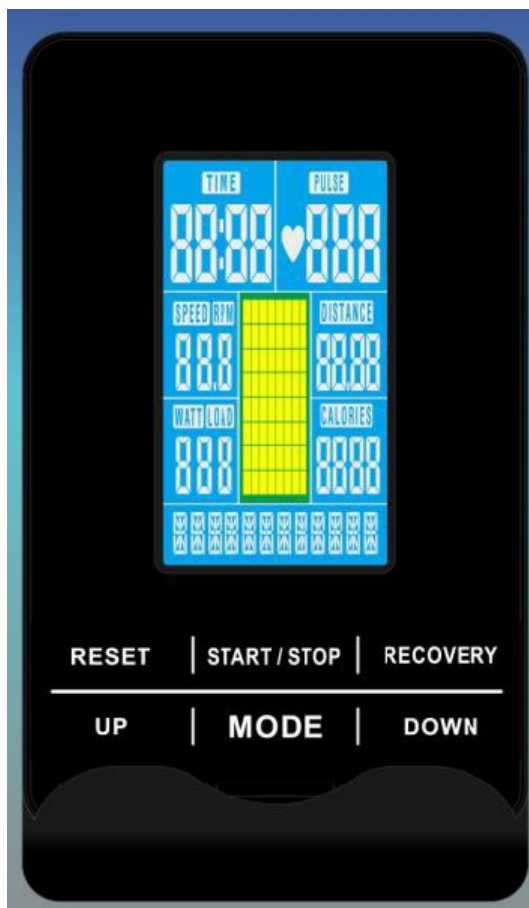 TIME PULSE
88:88 888
SPEED RPM DISTANCE
88.8 88.88
WATT LOAD CALORIES
888 8888
RESET START / STOP RECOVERY
UP MODE DOWN